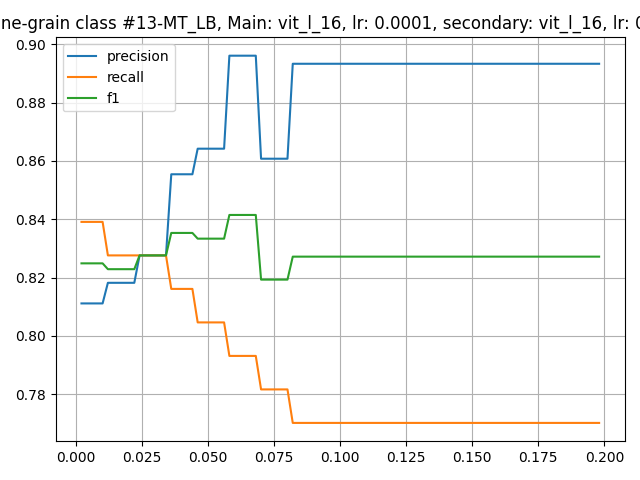 ne-grain class #13-MT_LB, Main: vit_l_16, lr: 0.0001, secondary: vit_l_16, lr: 0
precision
recall
f1
0.90
0.88
0.86
0.84
0.82
0.80
0.78
0.000 0.025 0.050 0.075 0.100 0.125 0.150 0.175 0.200